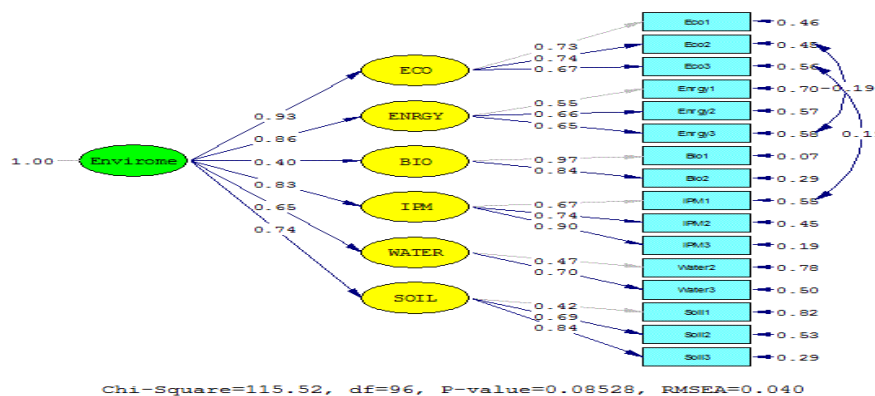 Eco1
0.46
0.73
Eco2
0.45
0.74
ECO
Eco3
0.56
0.67
Enrgy1
0.70
-0.19
0.93
0.55
ENRGY
Enrgy2
0.57
0.66
0.86
Enrgy3
0.58
0.65
1.00
Envirome
0.40
BIO
0.97
Bio1
0.07
0.84
Bio2
0.29
0.83
IPM
0.67
IPM1
0.55
0.74
IPM2
0.45
0.65
0.90
IPM3
0.19
0.74
WATER
0.47
Water2
0.78
0.70
Water3
0.50
SOIL
0.42
Soil1
0.82
0.69
Soil2
0.53
0.84
Soil3
0.29
Chi-Square=115.52, df=96, P-value=0.08528, RMSEA=0.040